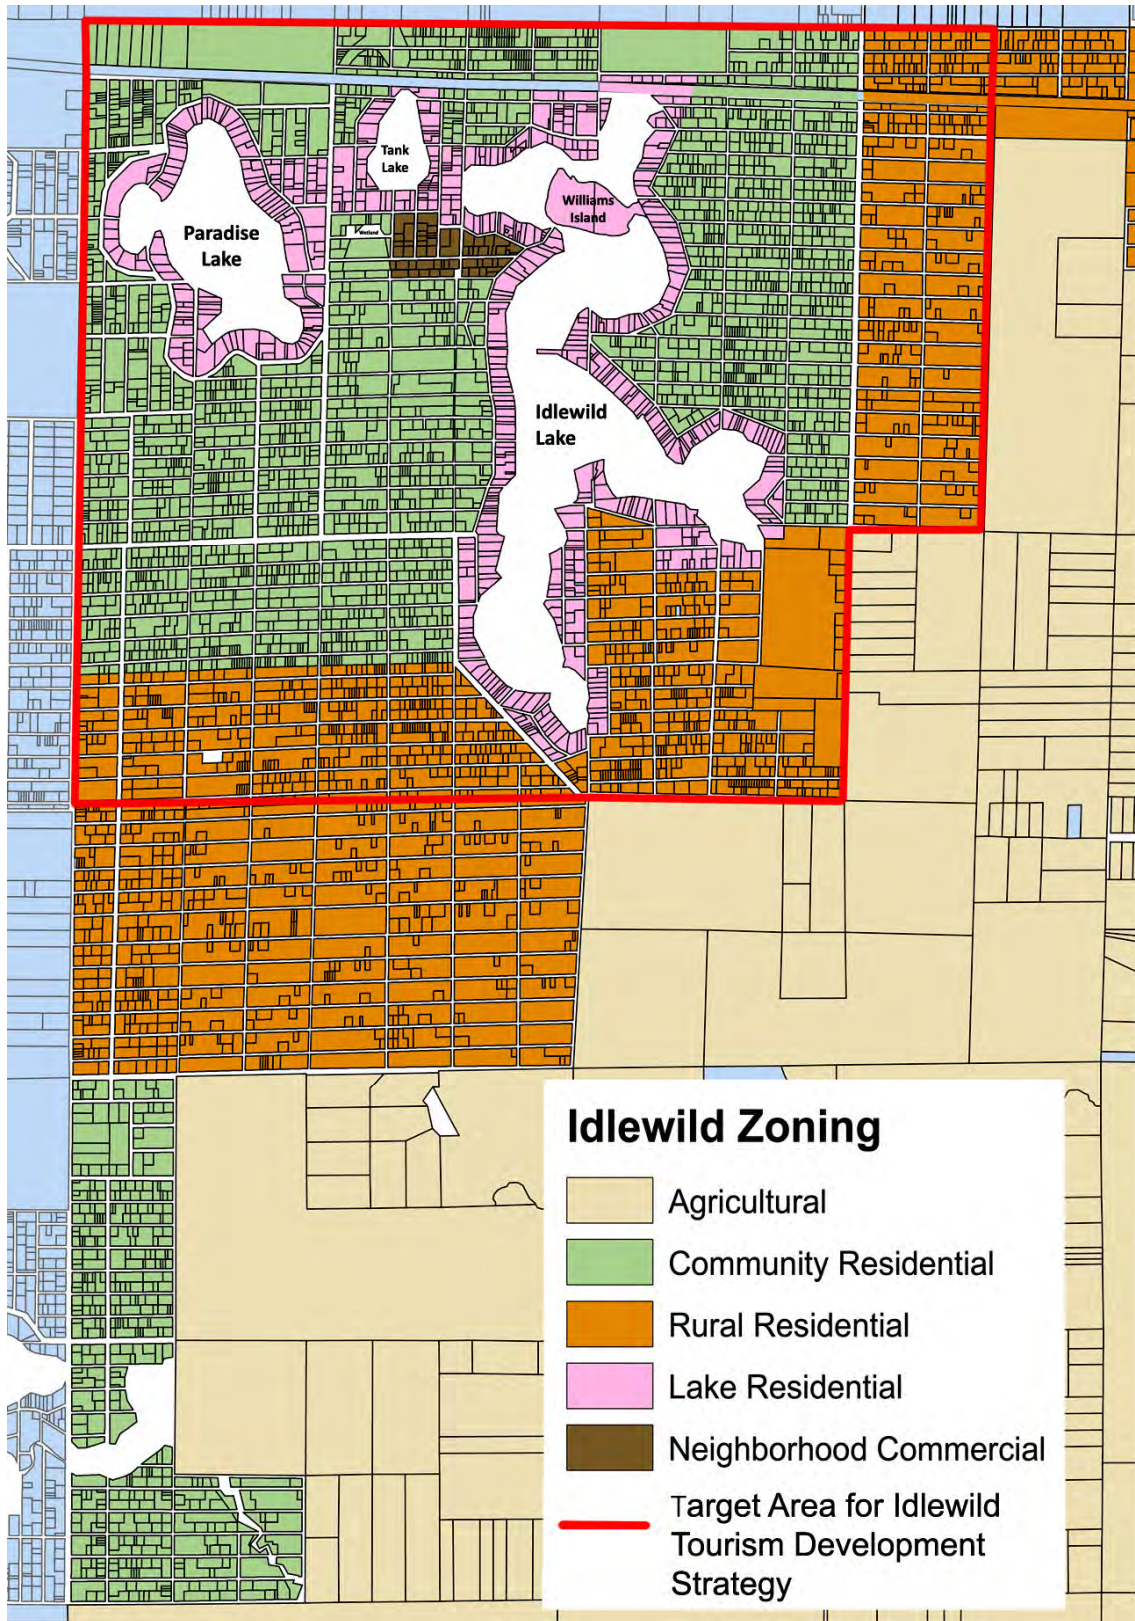 Tank
Lake
Williams
Island
Paradise
Lake
Wetland
Idlewild
Lake
Idlewild Zoning
Agricultural
Community Residential
Rural Residential
Lake Residential
Neighborhood Commercial
Target Area for Idlewild
Tourism Development
Strategy